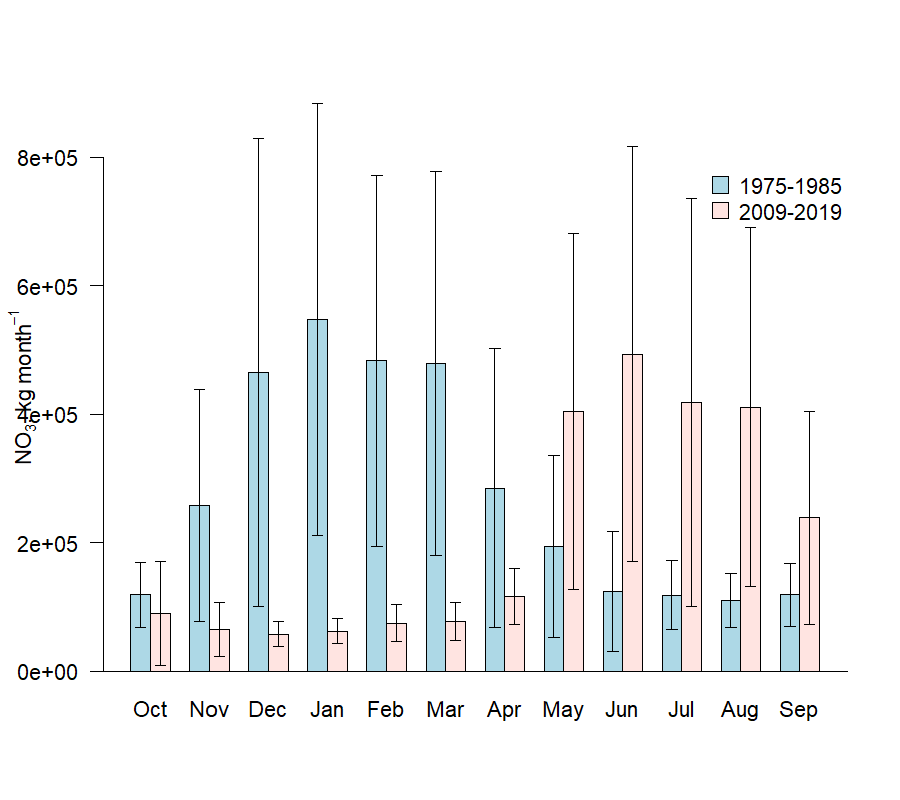 8e+05
6e+05
4e+05
2e+05
0e+00
NO₃₋kg month⁻¹
1975-1985
2009-2019
Oct Nov Dec Jan Feb Mar Apr May Jun Jul Aug Sep